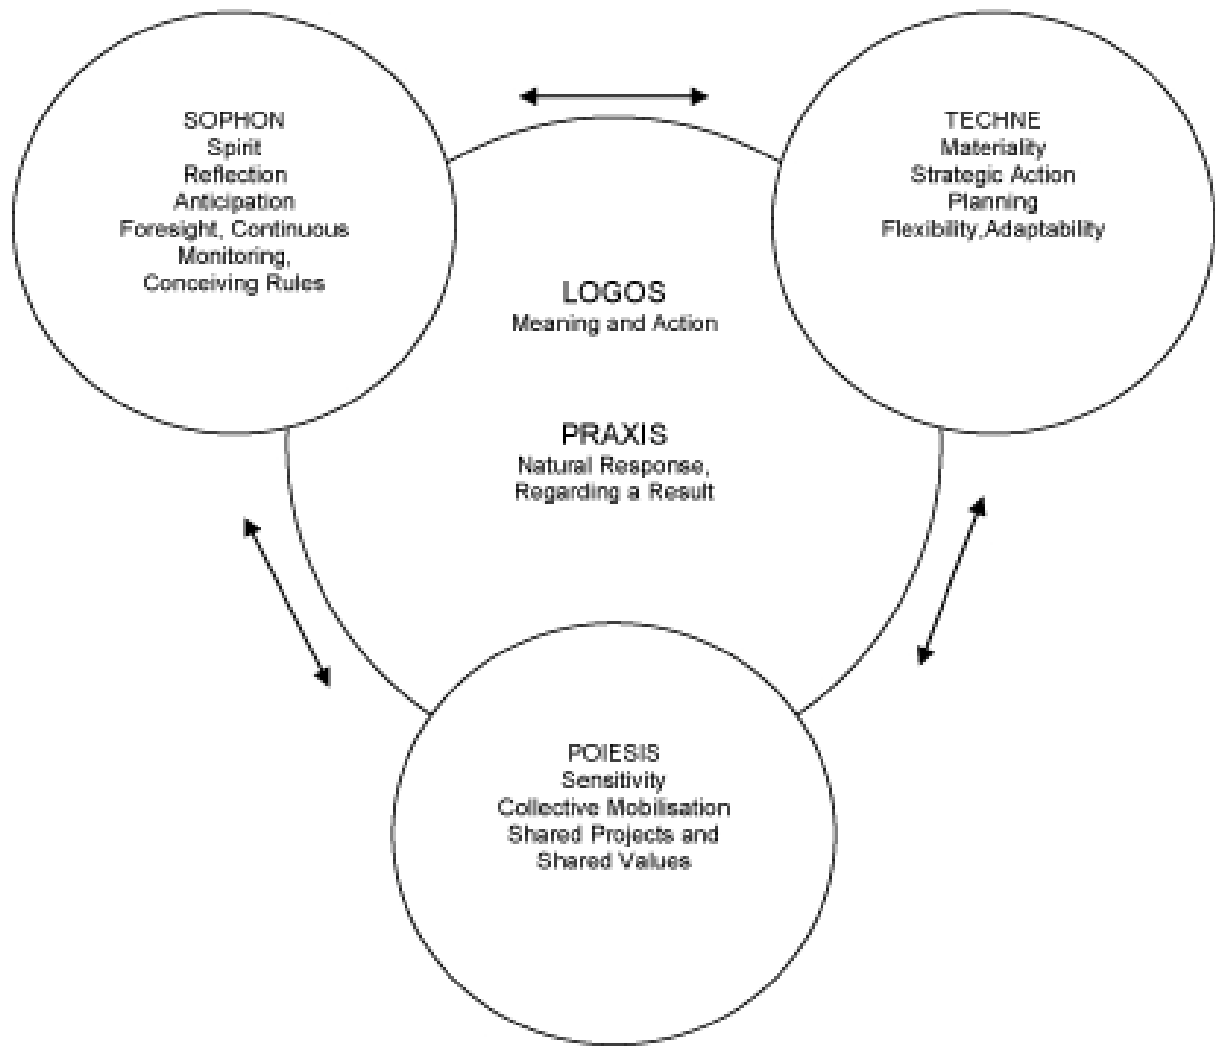 SOPHON
Spirit
Reflection
Anticipation
Foresight, Continuous
Monitoring,
Conceiving Rules
TECHNE
Materiality
Strategic Action
Planning
Flexibility,Adaptability
LOGOS
Meaning and Action
PRAXIS
Natural Response,
Regarding a Result
POIESIS
Sensitivity
Collective Mobilisation
Shared Projects and
Shared Values